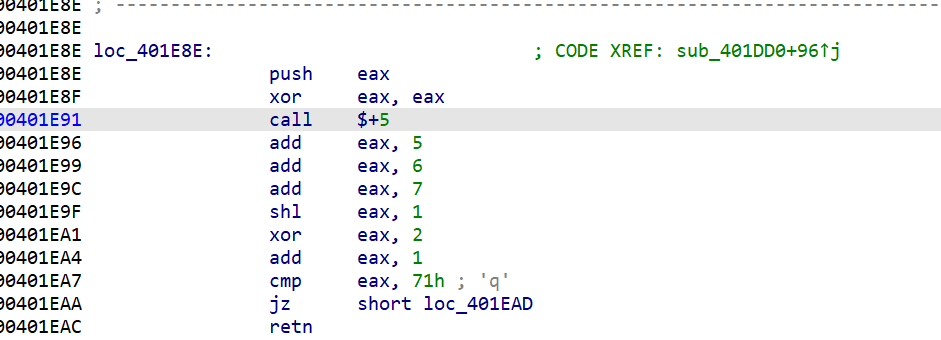 00401E8E ; ---------------------------------------------------------------------------
00401E8E
00401E8E loc_401E8E: ; CODE XREF: sub_401DD0+96↑j
00401E8E push eax
00401E8F xor eax, eax
00401E91 call $+5
00401E96 add eax, 5
00401E99 add eax, 6
00401E9C add eax, 7
00401E9F shl eax, 1
00401EA1 xor eax, 2
00401EA4 add eax, 1
00401EA7 cmp eax, 71h ; 'q'
00401EAA jz short loc_401EAD
00401EAC retn